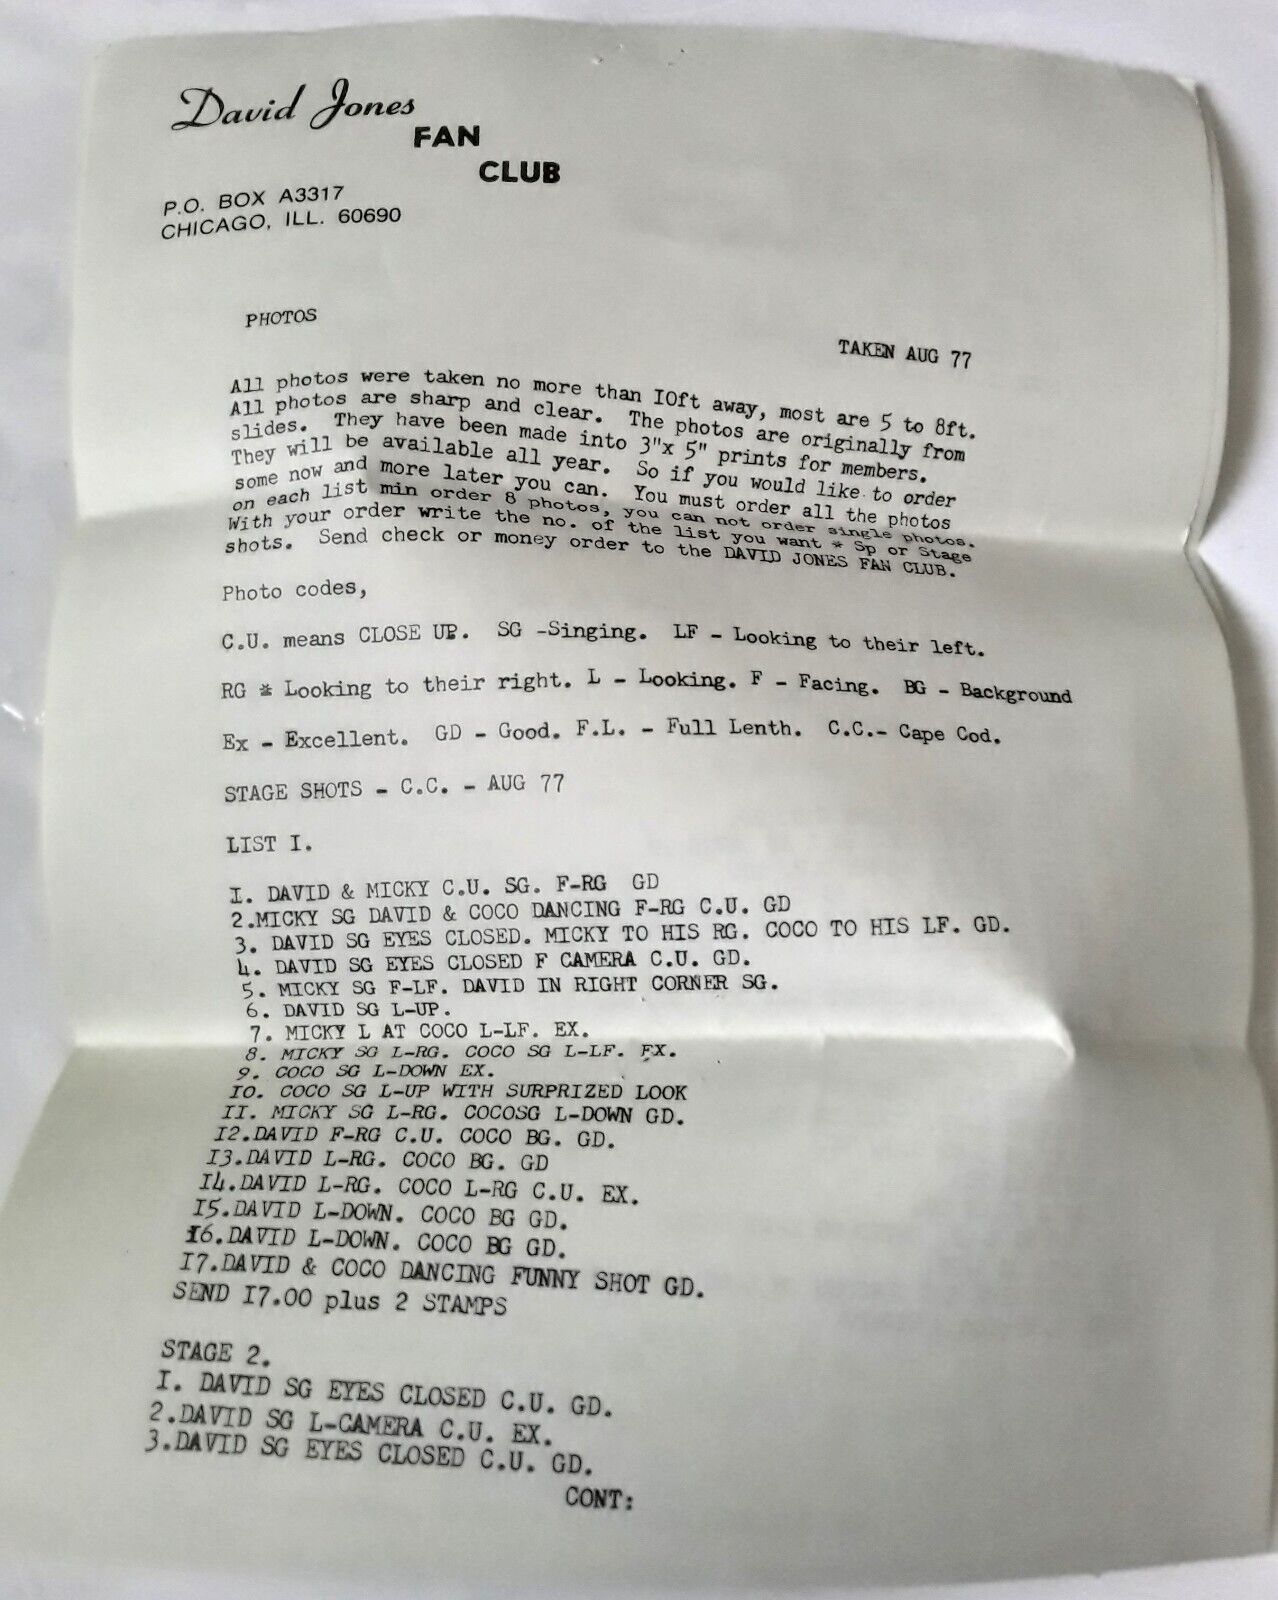 David Jones
FAN
CLUB
P.O. BOX A3317
CHICAGO, ILL. 60690
PHOTOS
TAKEN AUG 77
All photos were taken no more than IOft away, most are 5 to 8ft.
All photos are sharp and clear. The photos are originally from
slides. They have been made into 3"x 5" prints for members.
They will be available all year. So if you would like to order
some now and more later you can. You must order all the photos
on each list min order 8 photos, you can not order single photos.
With your order write the no. of the list you want * Sp or Stage
shots. Send check or money order to the DAVID JONES FAN CLUB.
Photo codes,
C.U. means CLOSE UP. SG -Singing. LF - Looking to their left.
RG * Looking to their right. L - Looking. F - Facing. BG - Background
Ex - Excellent. GD - Good. F.L. - Full Lenth. C.C.- Cape Cod.
STAGE SHOTS - C.C. - AUG 77
LIST I.
I. DAVID & MICKY C.U. SG. F-RG GD
2.MICKY SG DAVID & COCO DANCING F-RG C.U. GD
3. DAVID SG EYES CLOSED. MICKY TO HIS RG. COCO TO HIS LF. GD.
4. DAVID SG EYES CLOSED F CAMERA C.U. GD.
5. MICKY SG F-LF. DAVID IN RIGHT CORNER SG.
6. DAVID SG L-UP.
7. MICKY L AT COCO L-LF. EX.
8. MICKY SG L-RG. COCO SG L-LF. EX.
9. COCO SG L-DOWN EX.
IO. COCO SG L-UP WITH SURPRIZED LOOK
II. MICKY SG L-RG. COCOSG L-DOWN GD.
I2.DAVID F-RG C.U. COCO BG. GD.
I3.DAVID L-RG. COCO BG. GD
I4.DAVID L-RG. COCO L-RG C.U. EX.
I5.DAVID L-DOWN. COCO BG GD.
I6.DAVID L-DOWN. COCO BG GD.
I7.DAVID & COCO DANCING FUNNY SHOT GD.
SEND I7.00 plus 2 STAMPS
STAGE 2.
I. DAVID SG EYES CLOSED C.U. GD.
2.DAVID SG L-CAMERA C.U. EX.
3.DAVID SG EYES CLOSED C.U. GD.
CONT: